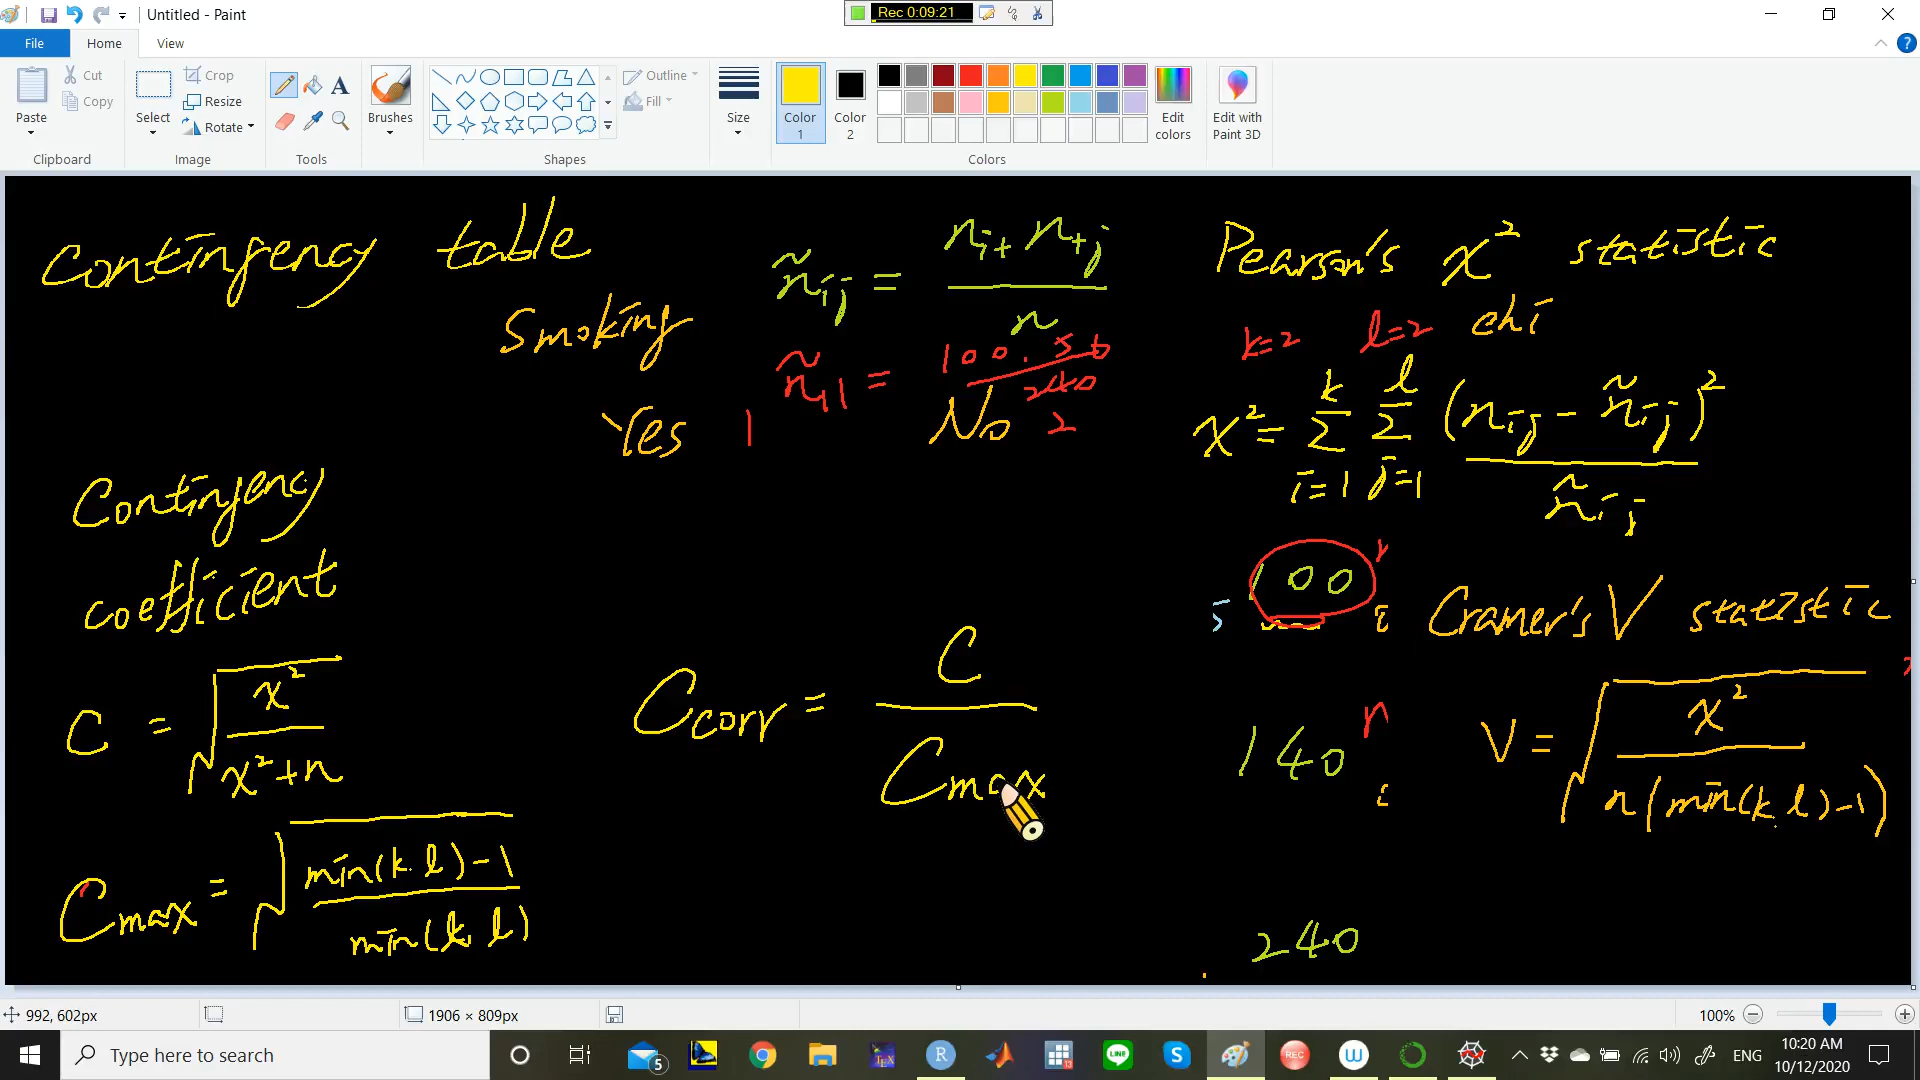 Untitled - Paint
Rec 0:09:21
File Home View
Paste
Cut
Copy
Clipboard
Select
Crop
Resize
Rotate
Image
Tools
Brushes
Outline
Fill
Shapes
Size
Color 1
Color 2
Edit colors
Edit with Paint 3D
Colors
Contingency table
Smoking
Yes 1 No 2
ñij = ni+ n+j / n
ñ11 = 100.56 / 240
Pearson's χ² statistic
chi
k=2 l=2
χ² = Σ i=1 k Σ j=1 l (nij - ñij)² / ñij
Contingency
coefficient
C = √ χ² / χ²+n
Cmax = √ min(k.l)-1 / min(k,l)
Ccorr = C / Cmax
5 100
140
240
Cramer's V statistic
V = √ χ² / n(min(k.l)-1)
992, 602px
1906 × 809px
100%
Type here to search
5
13
ENG
10:20 AM
10/12/2020